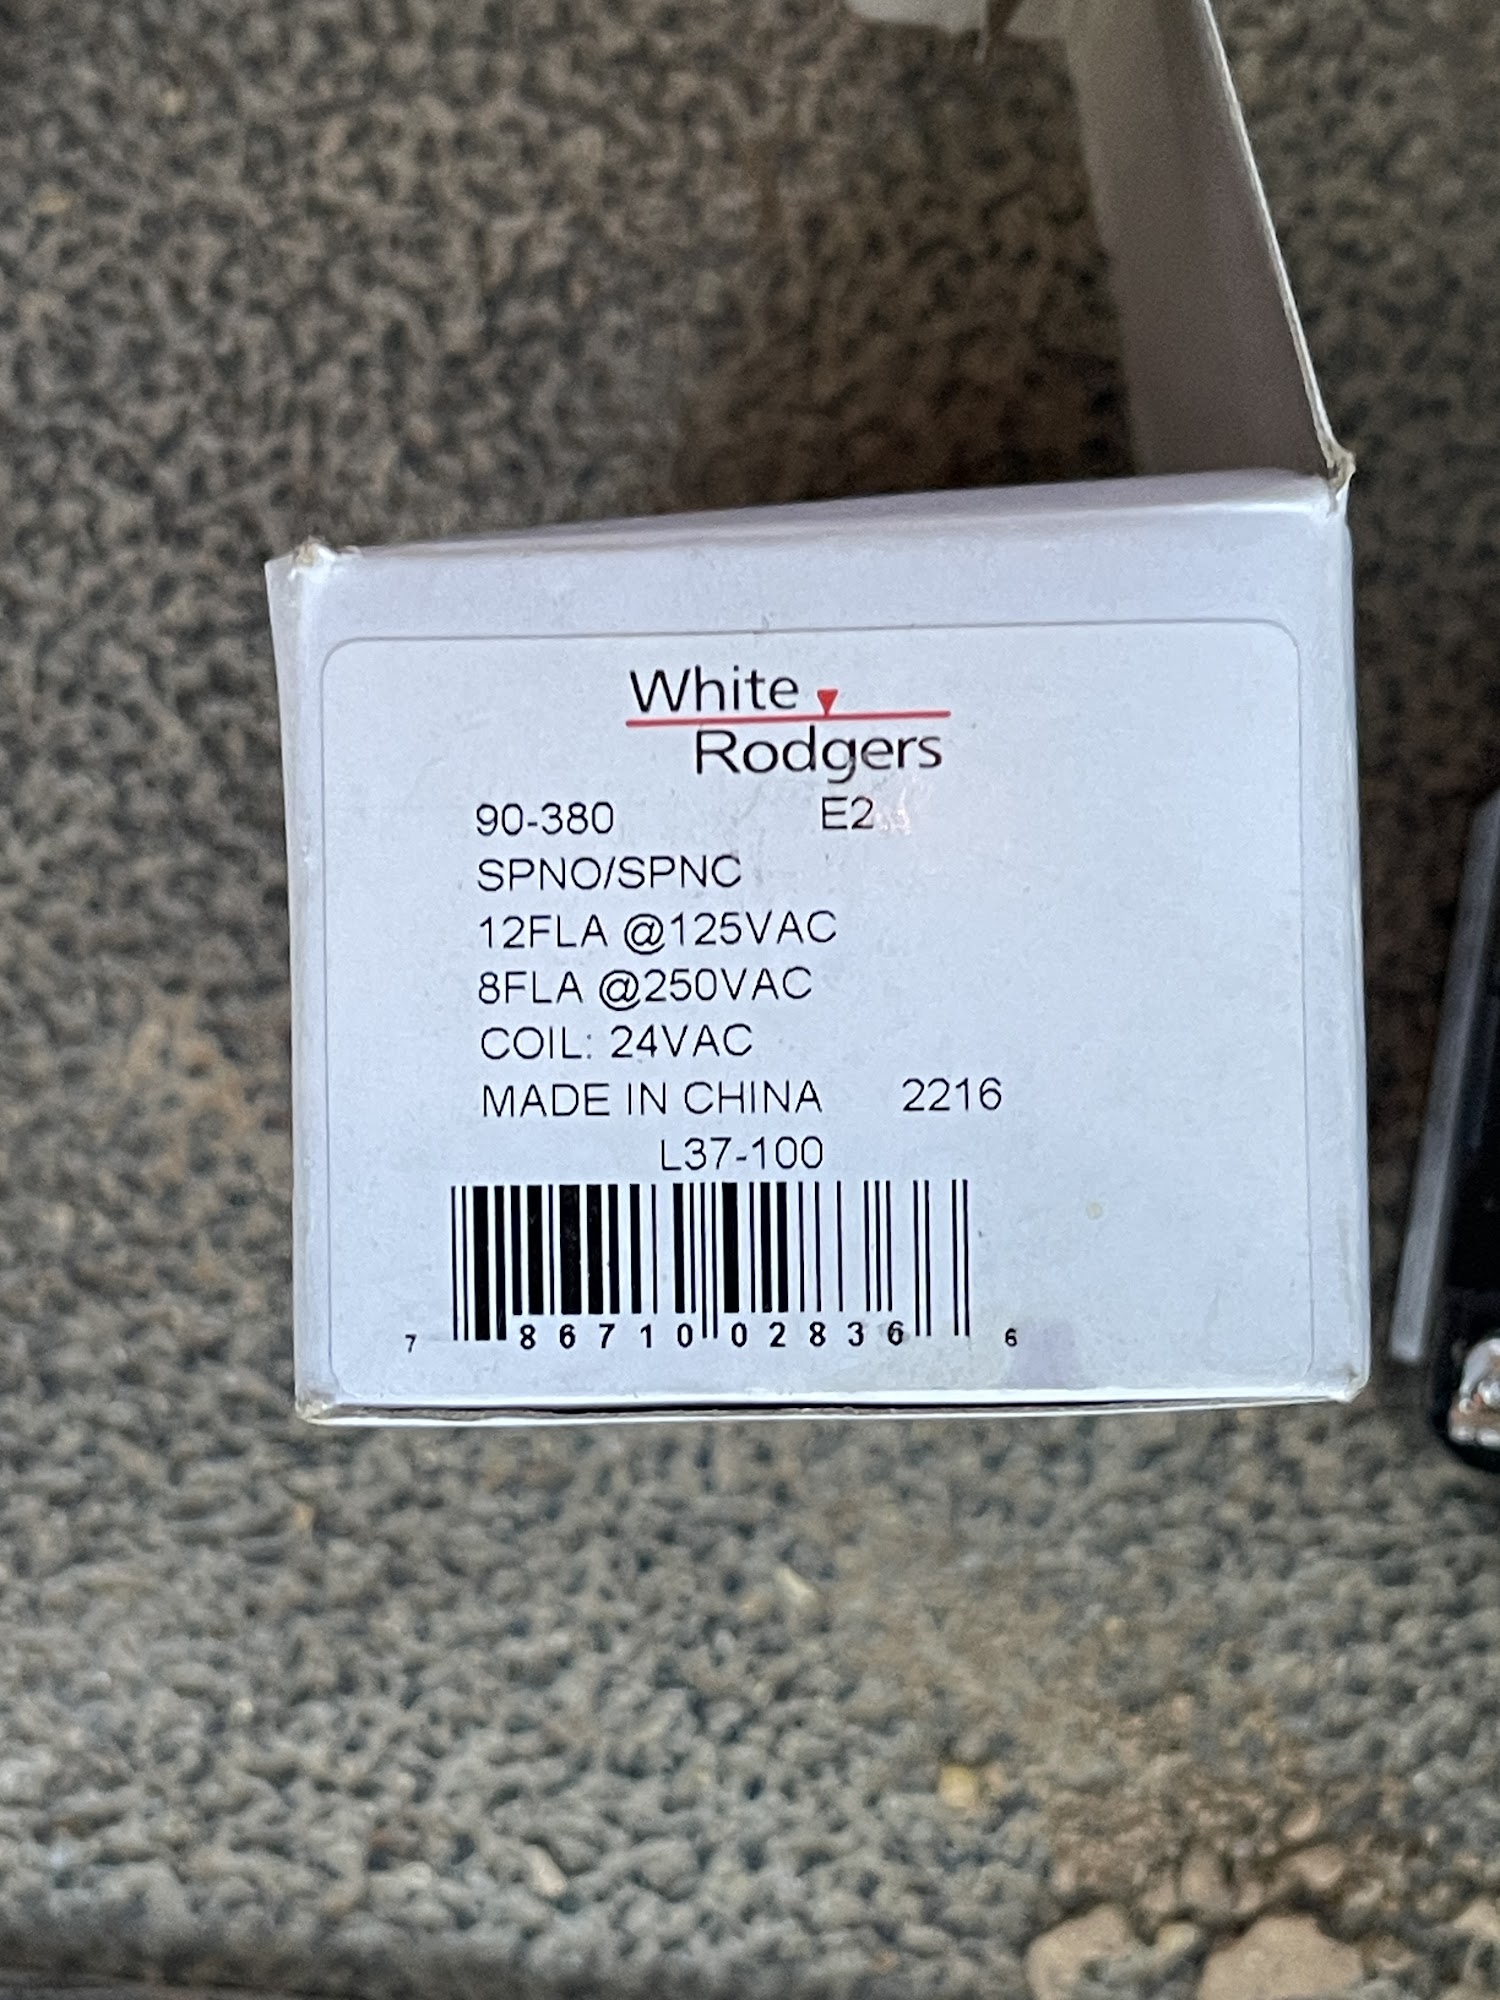 White
Rodgers
90-380 E2
SPNO/SPNC
12FLA @125VAC
8FLA @250VAC
COIL: 24VAC
MADE IN CHINA 2216
L37-100
7 86710 02836 6